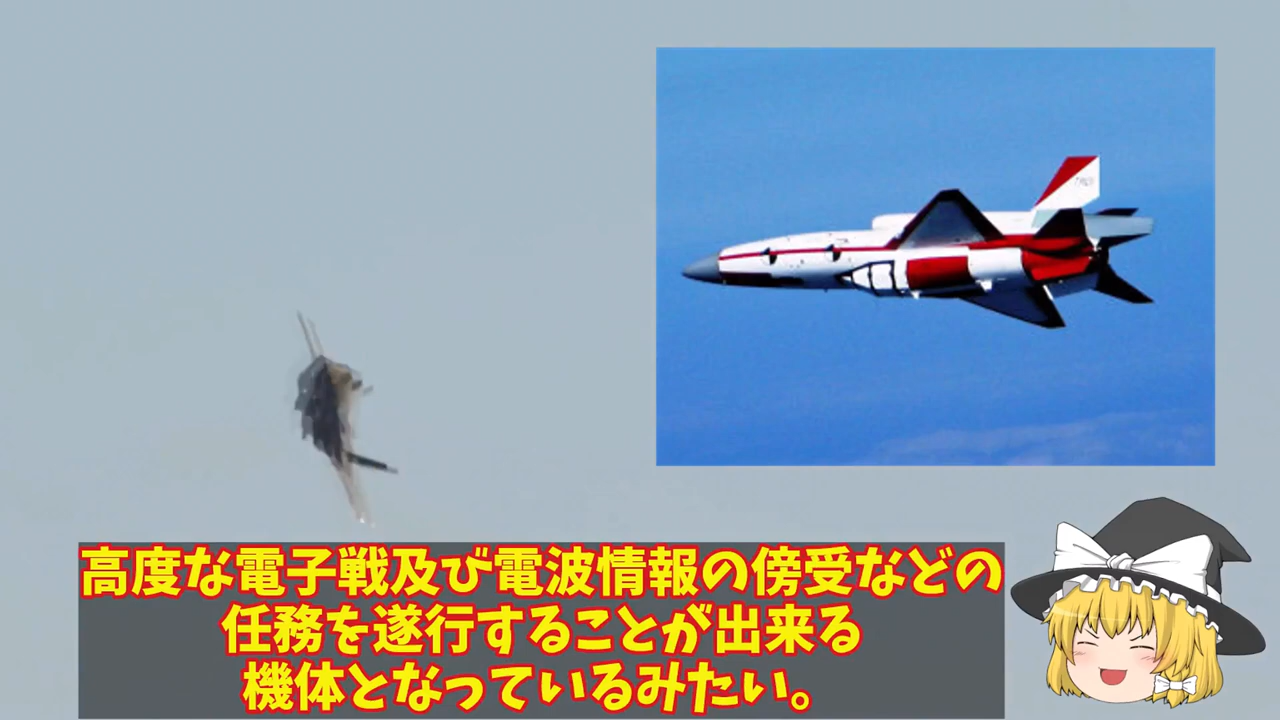 高度な電子戦及び電波情報の傍受などの
任務を遂行することが出来る
機体となっているみたい。